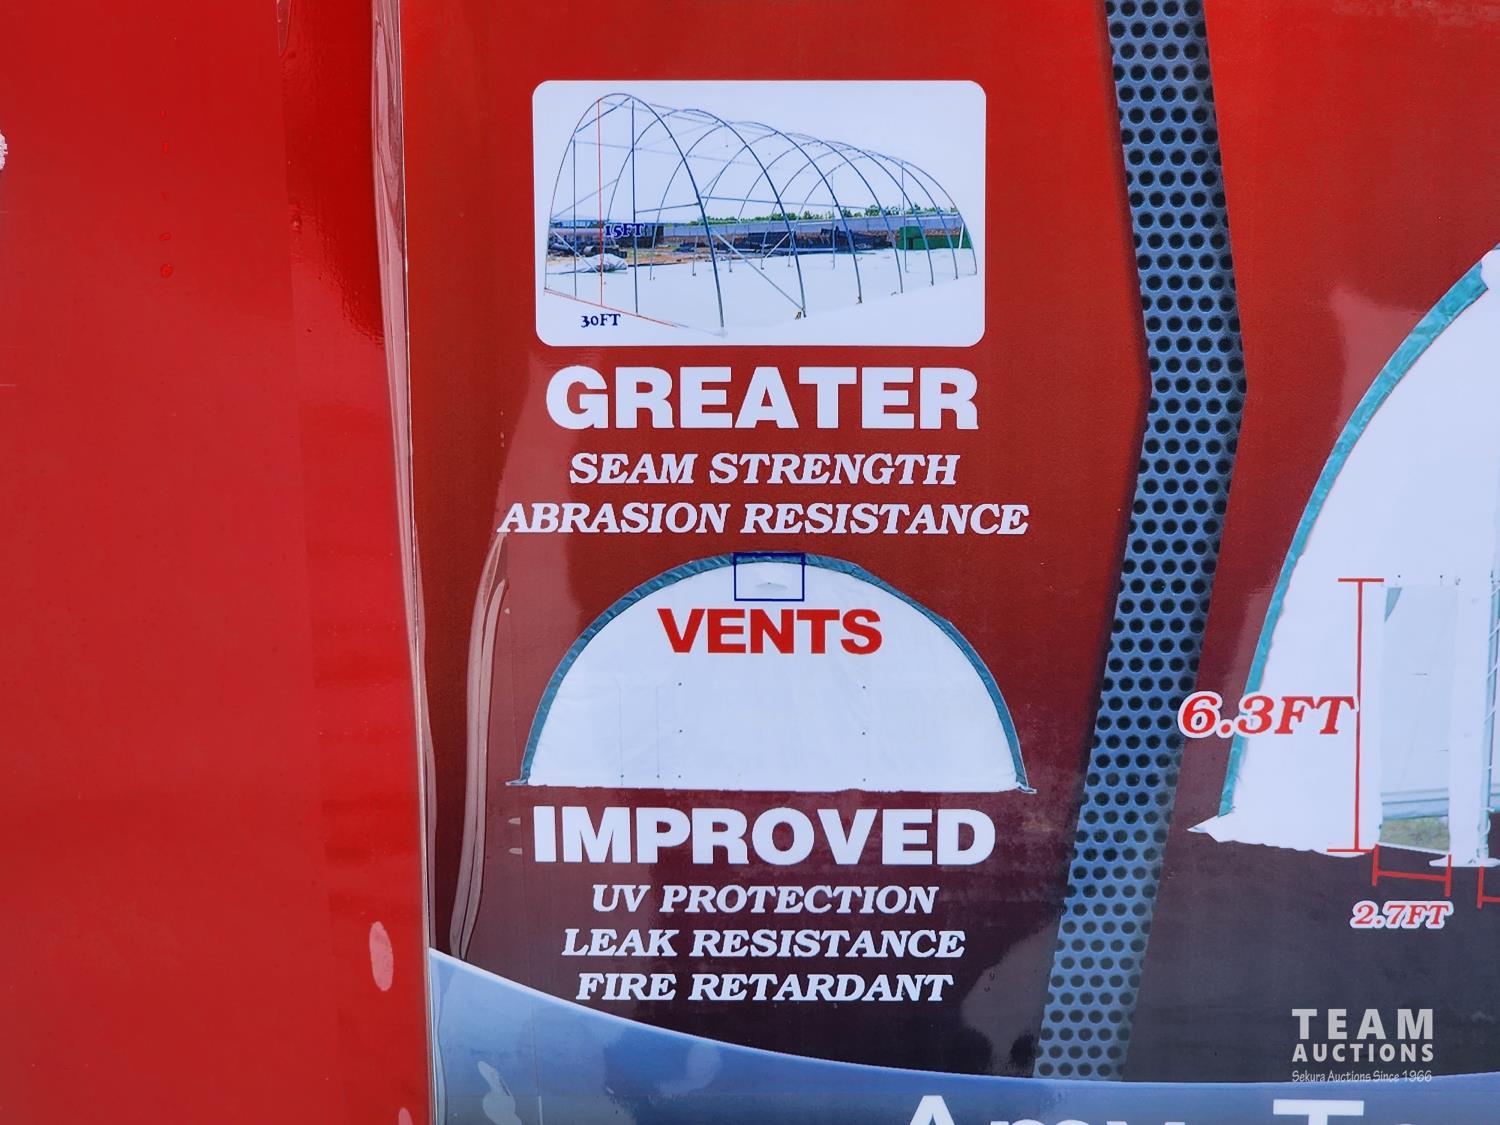 15FT
30FT
GREATER
SEAM STRENGTH
ABRASION RESISTANCE
VENTS
IMPROVED
UV PROTECTION
LEAK RESISTANCE
FIRE RETARDANT
6.3FT
2.7FT
TEAM
AUCTIONS
Sekura Auctions Since 1966